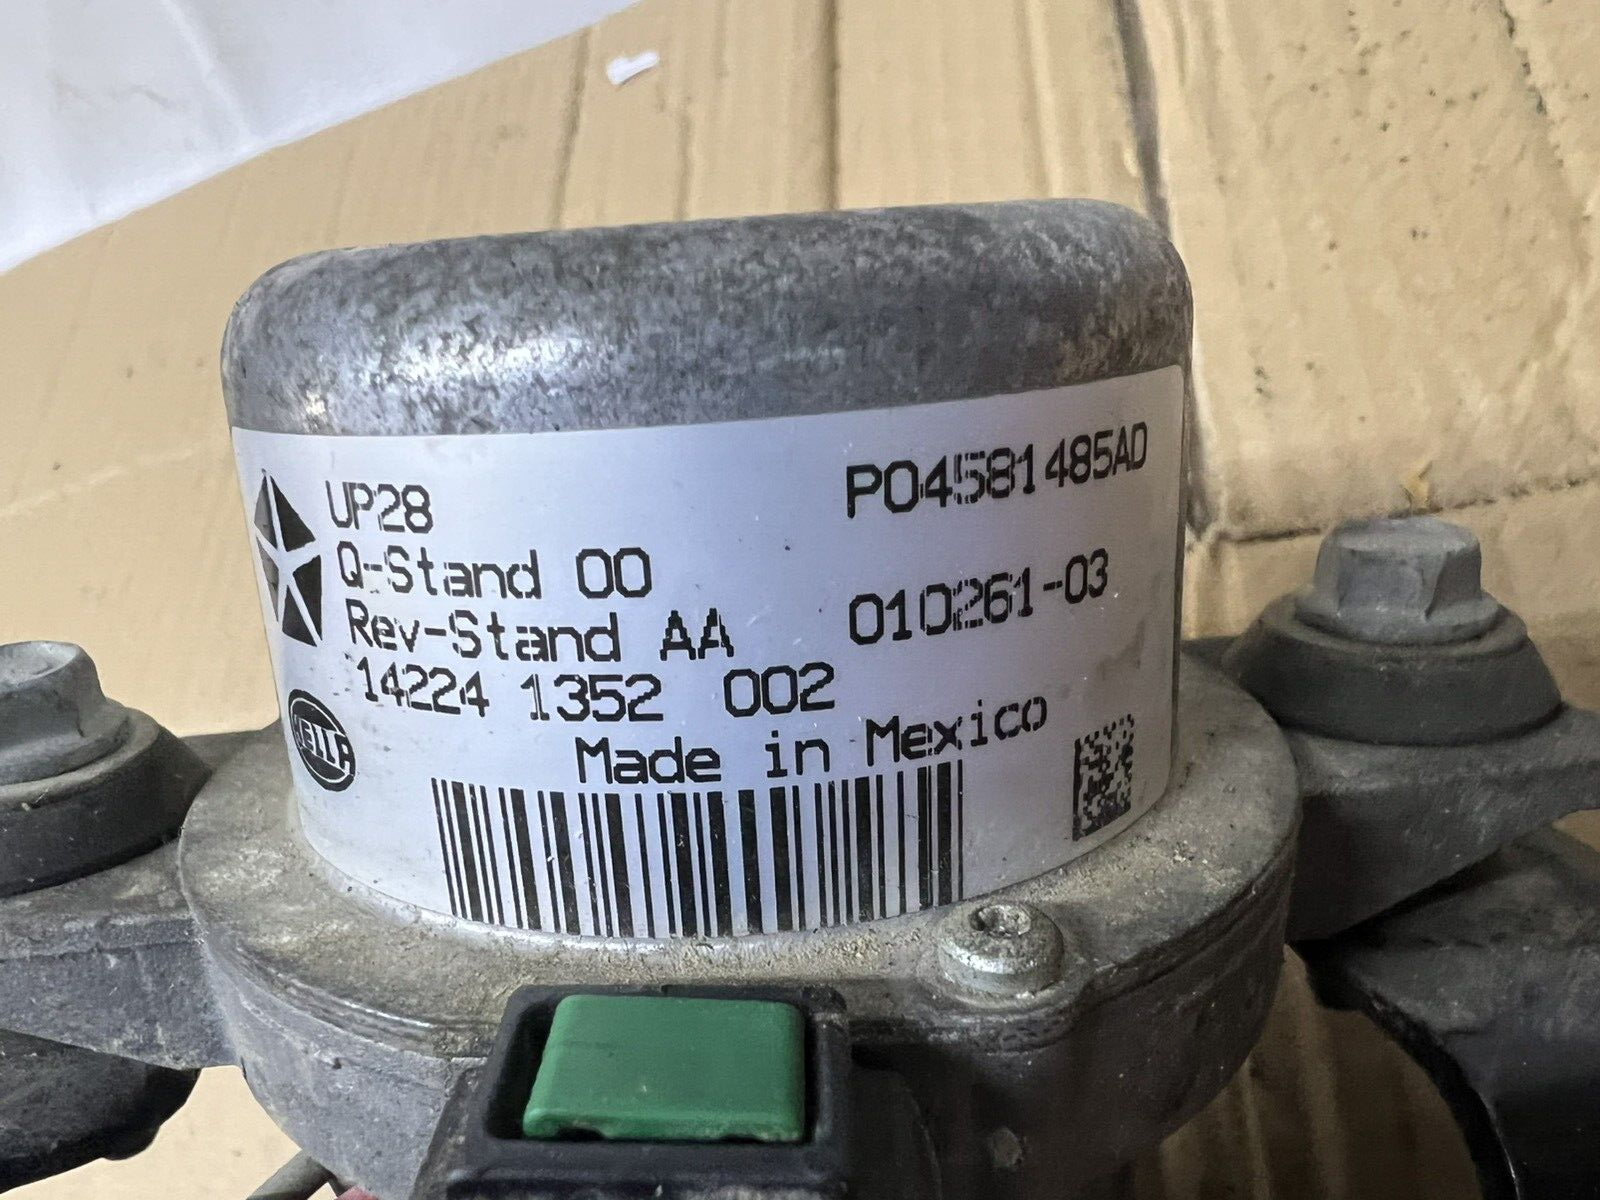 UP28 P04581485AD
Q-Stand 00
Rev-Stand AA 010261-03
14224 1352 002
HELLA
Made in Mexico